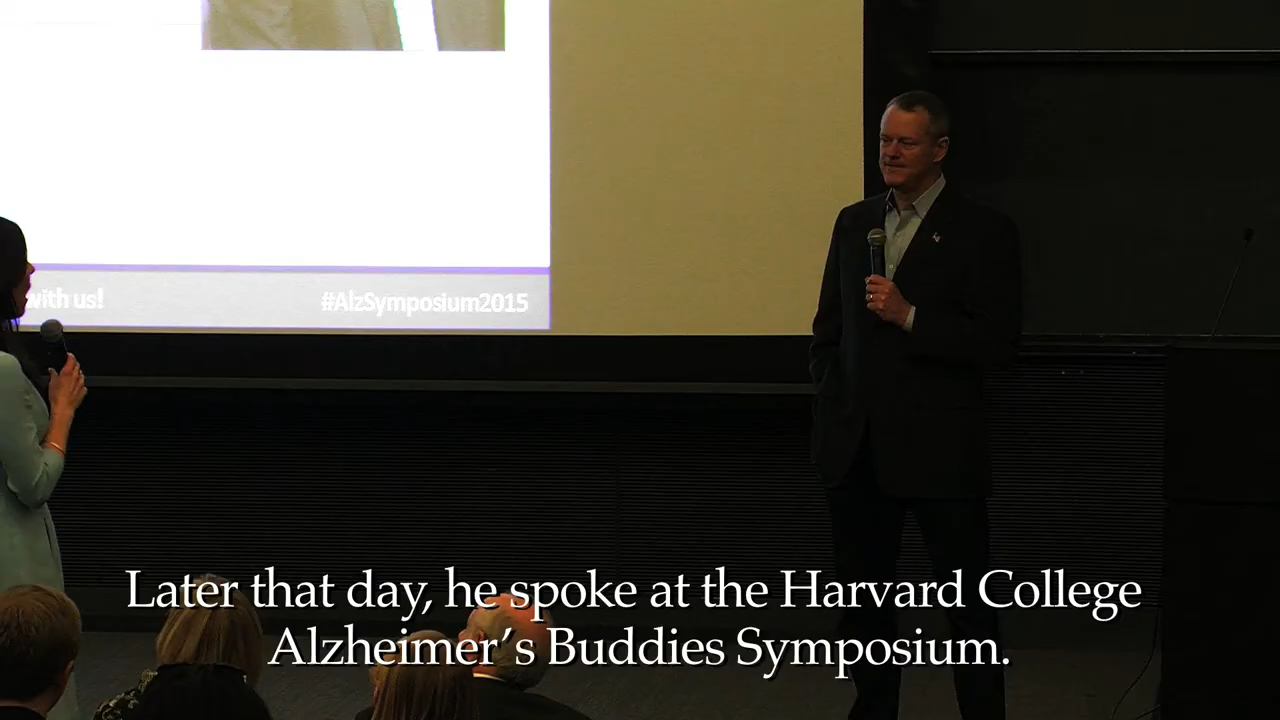 with us!
#AlzSymposium2015
Later that day, he spoke at the Harvard College
Alzheimer's Buddies Symposium.